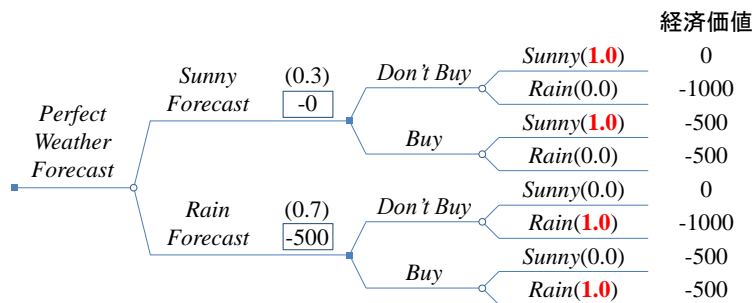 経済価値
Perfect
Weather
Forecast
Sunny
Forecast
(0.3)
-0
Don't Buy
Sunny(1.0) 0
Rain(0.0) -1000
Buy
Sunny(1.0) -500
Rain(0.0) -500
Rain
Forecast
(0.7)
-500
Don't Buy
Sunny(0.0) 0
Rain(1.0) -1000
Buy
Sunny(0.0) -500
Rain(1.0) -500